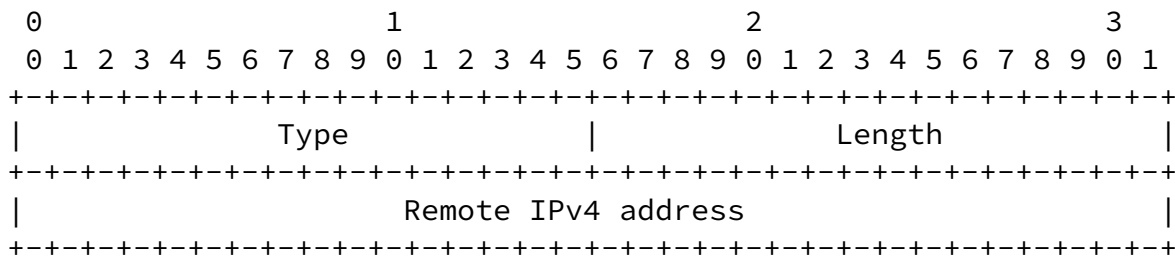 0                   1                   2                   3
 0 1 2 3 4 5 6 7 8 9 0 1 2 3 4 5 6 7 8 9 0 1 2 3 4 5 6 7 8 9 0 1
+-+-+-+-+-+-+-+-+-+-+-+-+-+-+-+-+-+-+-+-+-+-+-+-+-+-+-+-+-+-+-+-+
|              Type             |             Length            |
+-+-+-+-+-+-+-+-+-+-+-+-+-+-+-+-+-+-+-+-+-+-+-+-+-+-+-+-+-+-+-+-+
|                     Remote IPv4 address                       |
+-+-+-+-+-+-+-+-+-+-+-+-+-+-+-+-+-+-+-+-+-+-+-+-+-+-+-+-+-+-+-+-+